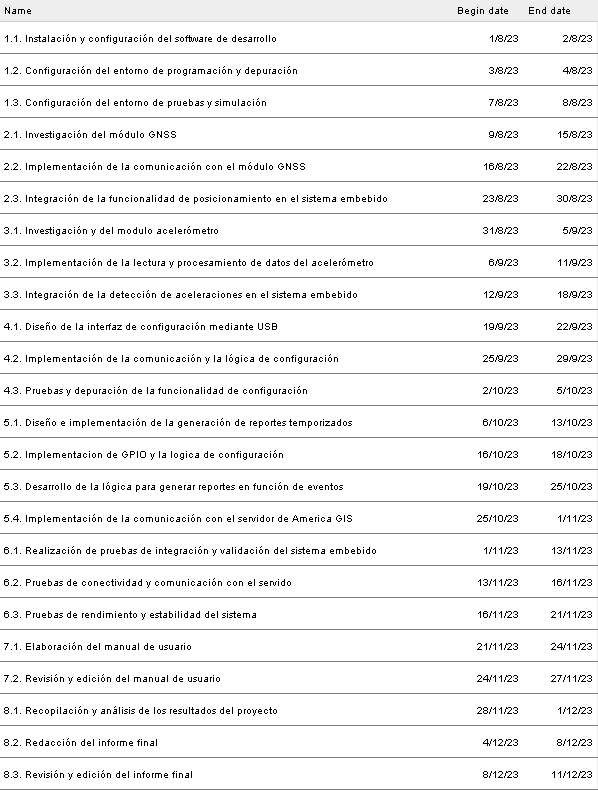 Name Begin date End date
1.1. Instalación y configuración del software de desarrollo 1/8/23 2/8/23
1.2. Configuración del entorno de programación y depuración 3/8/23 4/8/23
1.3. Configuración del entorno de pruebas y simulación 7/8/23 8/8/23
2.1. Investigación del módulo GNSS 9/8/23 15/8/23
2.2. Implementación de la comunicación con el módulo GNSS 16/8/23 22/8/23
2.3. Integración de la funcionalidad de posicionamiento en el sistema embebido 23/8/23 30/8/23
3.1. Investigación y del modulo acelerómetro 31/8/23 5/9/23
3.2. Implementación de la lectura y procesamiento de datos del acelerómetro 6/9/23 11/9/23
3.3. Integración de la detección de aceleraciones en el sistema embebido 12/9/23 18/9/23
4.1. Diseño de la interfaz de configuración mediante USB 19/9/23 22/9/23
4.2. Implementación de la comunicación y la lógica de configuración 25/9/23 29/9/23
4.3. Pruebas y depuración de la funcionalidad de configuración 2/10/23 5/10/23
5.1. Diseño e implementación de la generación de reportes temporizados 6/10/23 13/10/23
5.2. Implementacion de GPIO y la logica de configuración 16/10/23 18/10/23
5.3. Desarrollo de la lógica para generar reportes en función de eventos 19/10/23 25/10/23
5.4. Implementación de la comunicación con el servidor de America GIS 25/10/23 1/11/23
6.1. Realización de pruebas de integración y validación del sistema embebido 1/11/23 13/11/23
6.2. Pruebas de conectividad y comunicación con el servido 13/11/23 16/11/23
6.3. Pruebas de rendimiento y estabilidad del sistema 16/11/23 21/11/23
7.1. Elaboración del manual de usuario 21/11/23 24/11/23
7.2. Revisión y edición del manual de usuario 24/11/23 27/11/23
8.1. Recopilación y análisis de los resultados del proyecto 28/11/23 1/12/23
8.2. Redacción del informe final 4/12/23 8/12/23
8.3. Revisión y edición del informe final 8/12/23 11/12/23